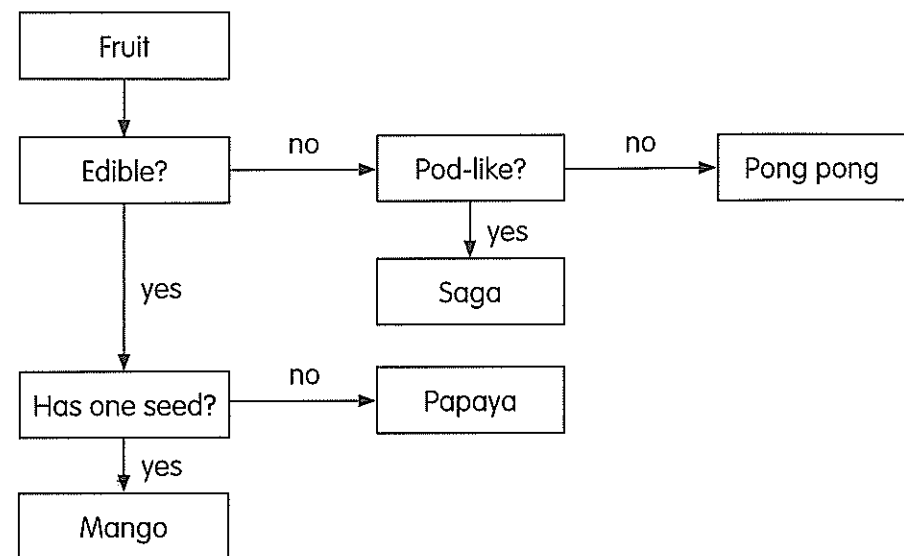 Fruit
Edible?
no
Pod-like?
no
Pong pong
yes
Saga
yes
Has one seed?
no
Papaya
yes
Mango